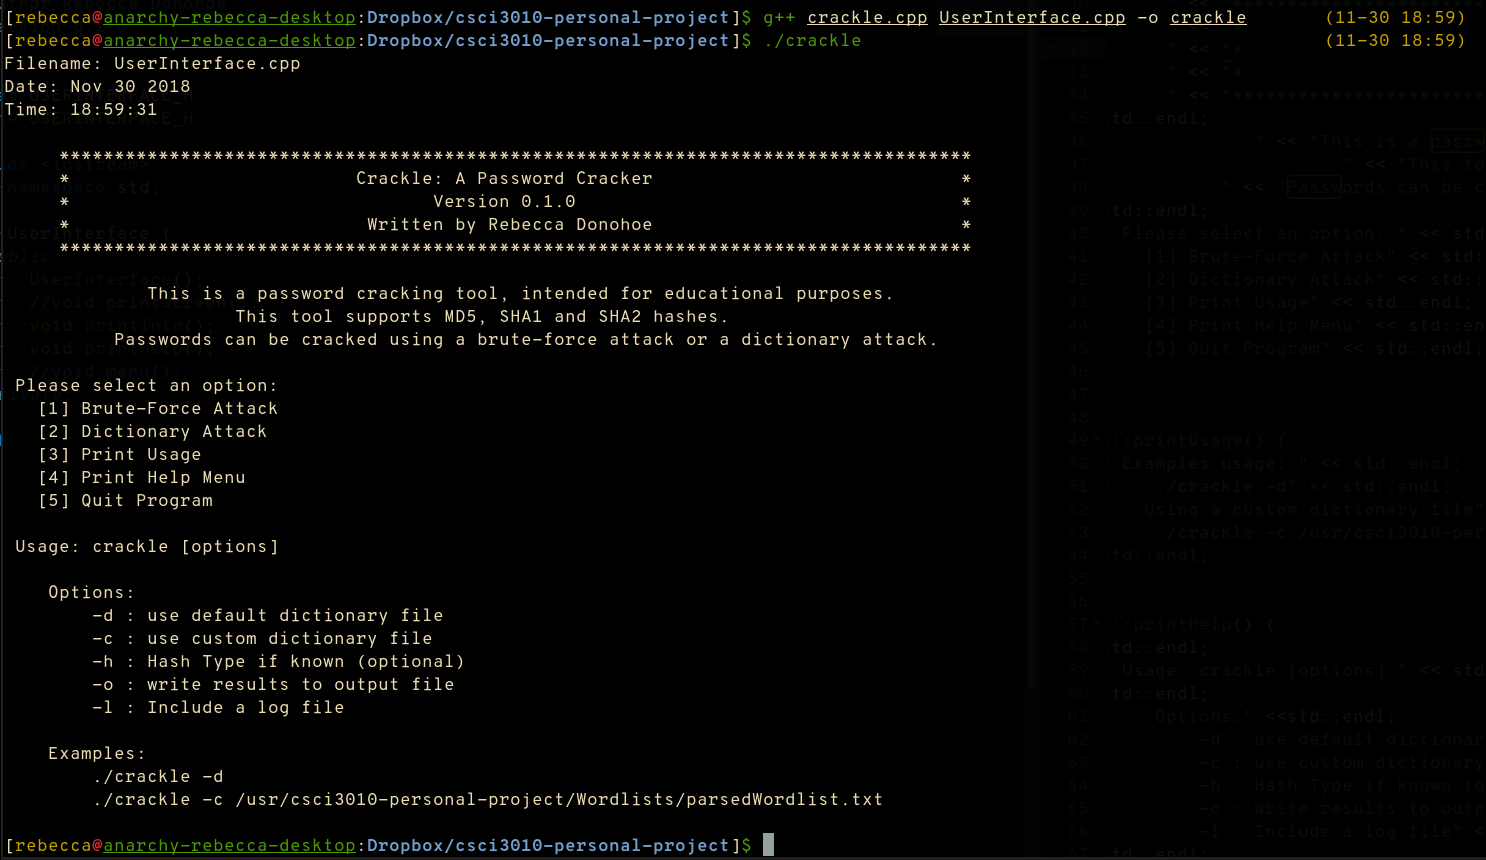 [rebecca@anarchy-rebecca-desktop:Dropbox/csci3010-personal-project]$ g++ crackle.cpp UserInterface.cpp -o crackle (11-30 18:59)
[rebecca@anarchy-rebecca-desktop:Dropbox/csci3010-personal-project]$ ./crackle (11-30 18:59)
Filename: UserInterface.cpp
Date: Nov 30 2018
Time: 18:59:31
***********************************************************************************
* Crackle: A Password Cracker *
* Version 0.1.0 *
* Written by Rebecca Donohoe *
***********************************************************************************
This is a password cracking tool, intended for educational purposes.
This tool supports MD5, SHA1 and SHA2 hashes.
Passwords can be cracked using a brute-force attack or a dictionary attack.
Please select an option:
[1] Brute-Force Attack
[2] Dictionary Attack
[3] Print Usage
[4] Print Help Menu
[5] Quit Program
Usage: crackle [options]
Options:
-d : use default dictionary file
-c : use custom dictionary file
-h : Hash Type if known (optional)
-o : write results to output file
-l : Include a log file
Examples:
./crackle -d
./crackle -c /usr/csci3010-personal-project/Wordlists/parsedWordlist.txt
[rebecca@anarchy-rebecca-desktop:Dropbox/csci3010-personal-project]$